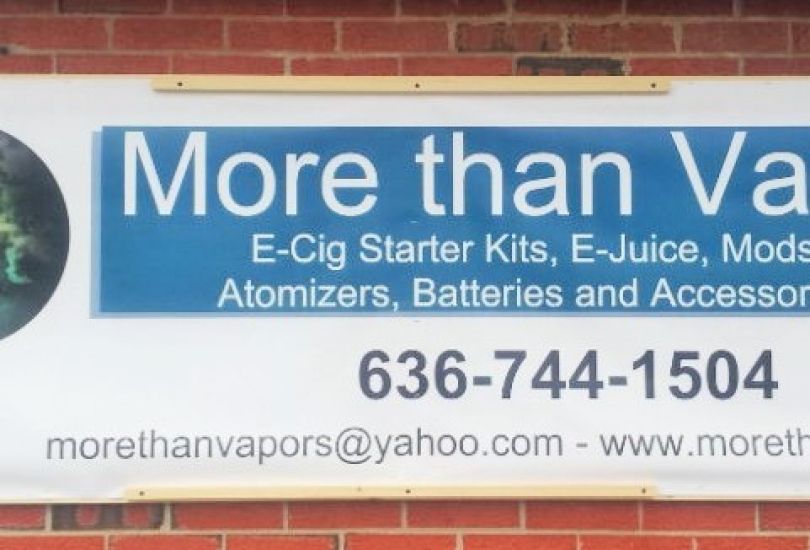 More than Va
E-Cig Starter Kits, E-Juice, Mods
Atomizers, Batteries and Accessor
636-744-1504
morethanvapors@yahoo.com - www.moreth